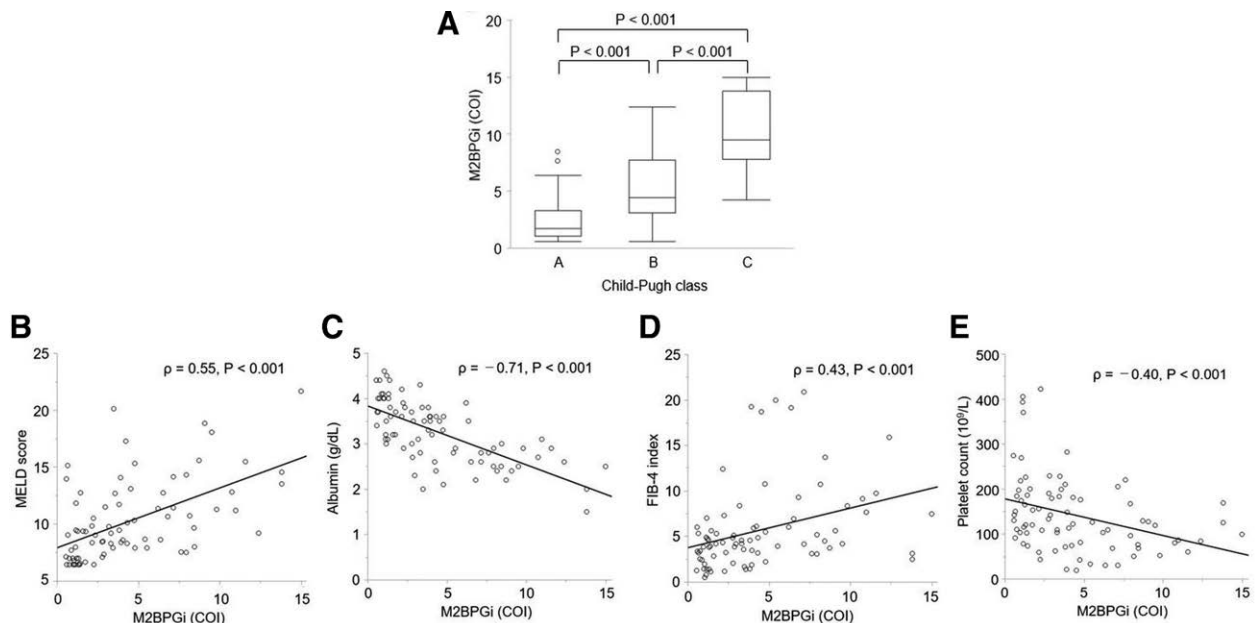 A
P < 0.001
P < 0.001
P < 0.001
M2BPGi (COI)
20
15
10
5
0
A B C
Child-Pugh class
B
ρ = 0.55, P < 0.001
MELD score
25
20
15
10
5
0 5 10 15
M2BPGi (COI)
C
ρ = −0.71, P < 0.001
Albumin (g/dL)
5
4
3
2
1
0
0 5 10 15
M2BPGi (COI)
D
ρ = 0.43, P < 0.001
FIB-4 index
25
20
15
10
5
0
0 5 10 15
M2BPGi (COI)
E
ρ = −0.40, P < 0.001
Platelet count (10⁹/L)
500
400
300
200
100
0
0 5 10 15
M2BPGi (COI)